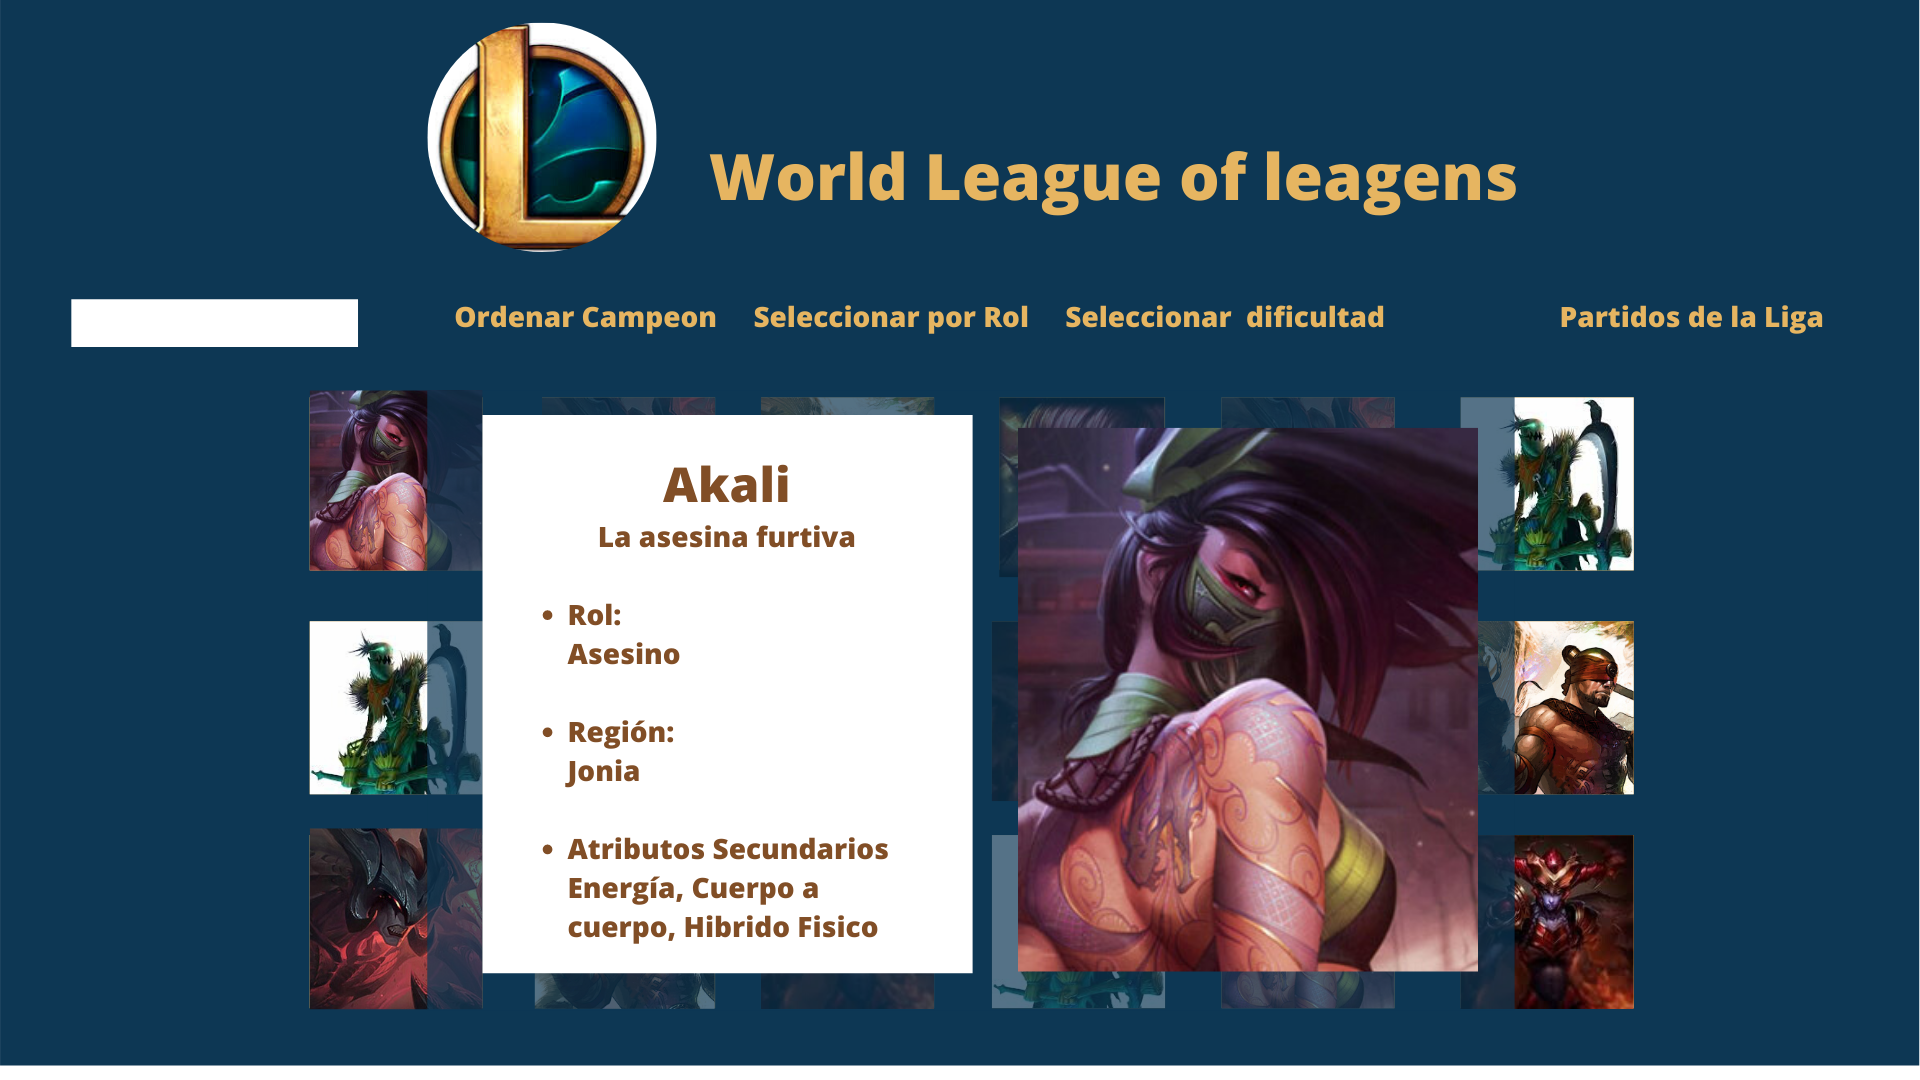 World League of leagens
Ordenar Campeon
Seleccionar por Rol
Seleccionar dificultad
Partidos de la Liga
Akali
La asesina furtiva
• Rol:
Asesino
• Región:
Jonia
• Atributos Secundarios
Energía, Cuerpo a
cuerpo, Hibrido Fisico